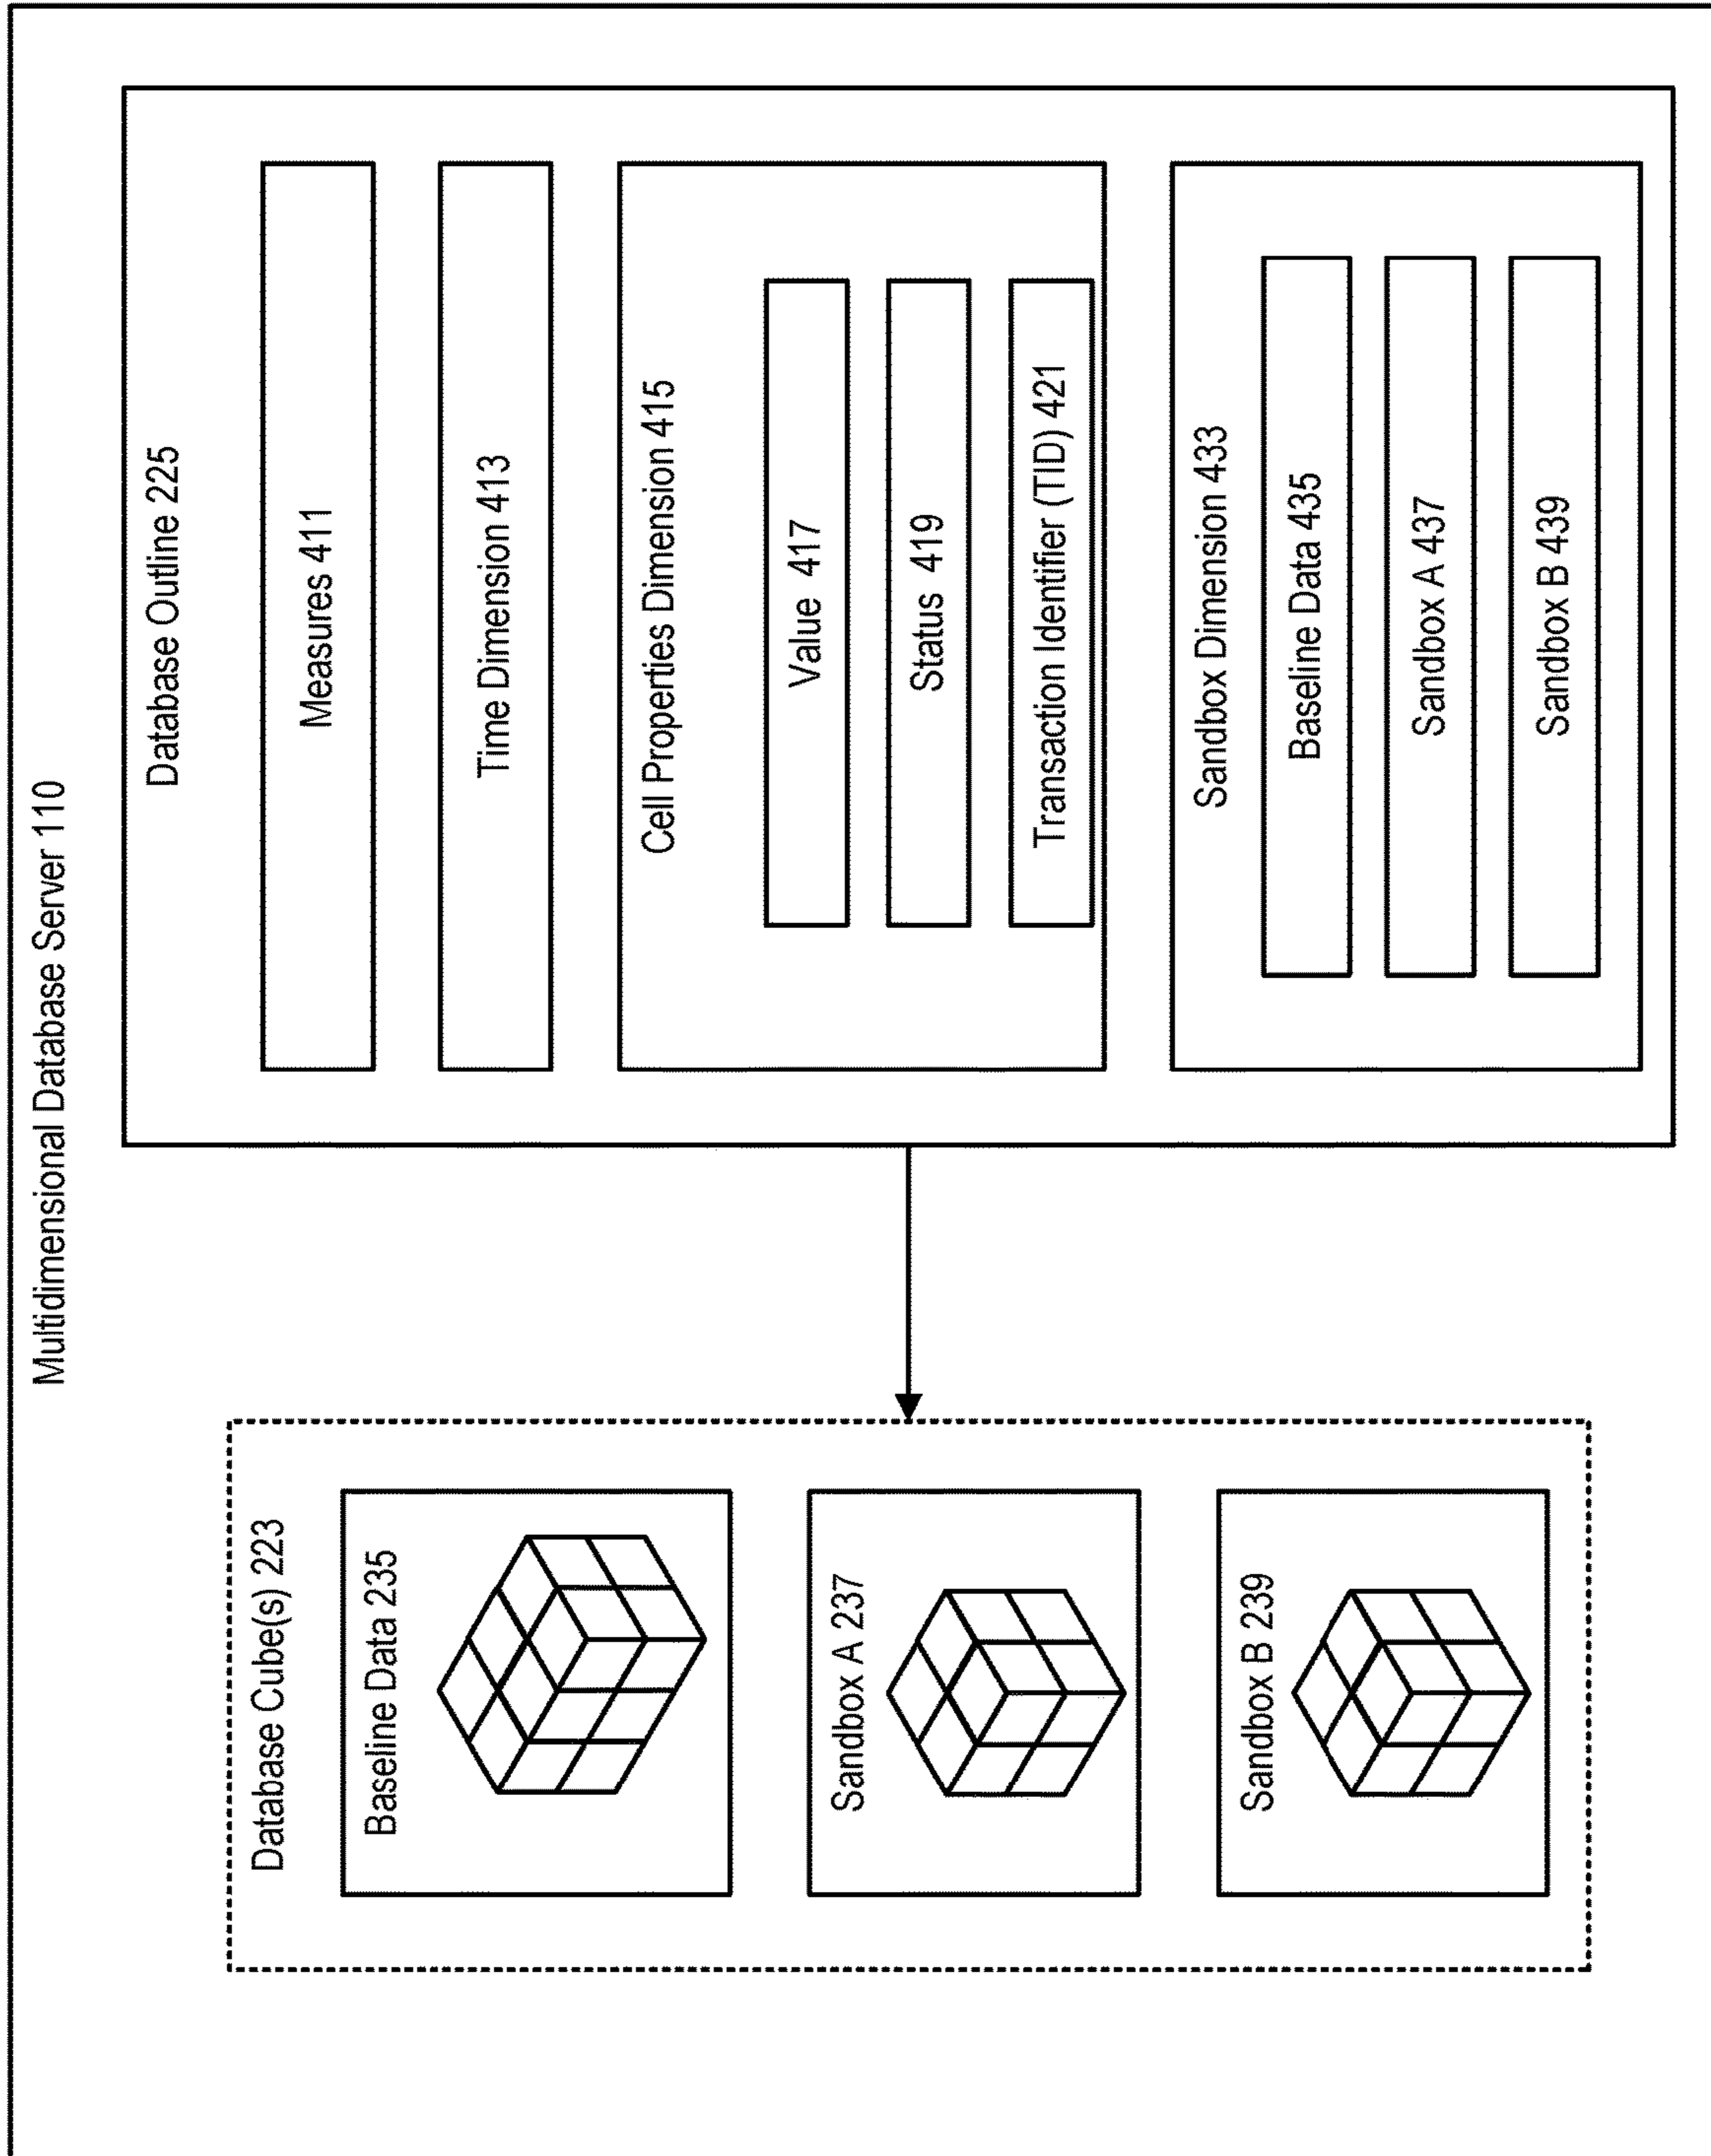 Multidimensional Database Server 110
Database Cube(s) 223
Baseline Data 235
Sandbox A 237
Sandbox B 239
Database Outline 225
Measures 411
Time Dimension 413
Cell Properties Dimension 415
Value 417
Status 419
Transaction Identifier (TID) 421
Sandbox Dimension 433
Baseline Data 435
Sandbox A 437
Sandbox B 439